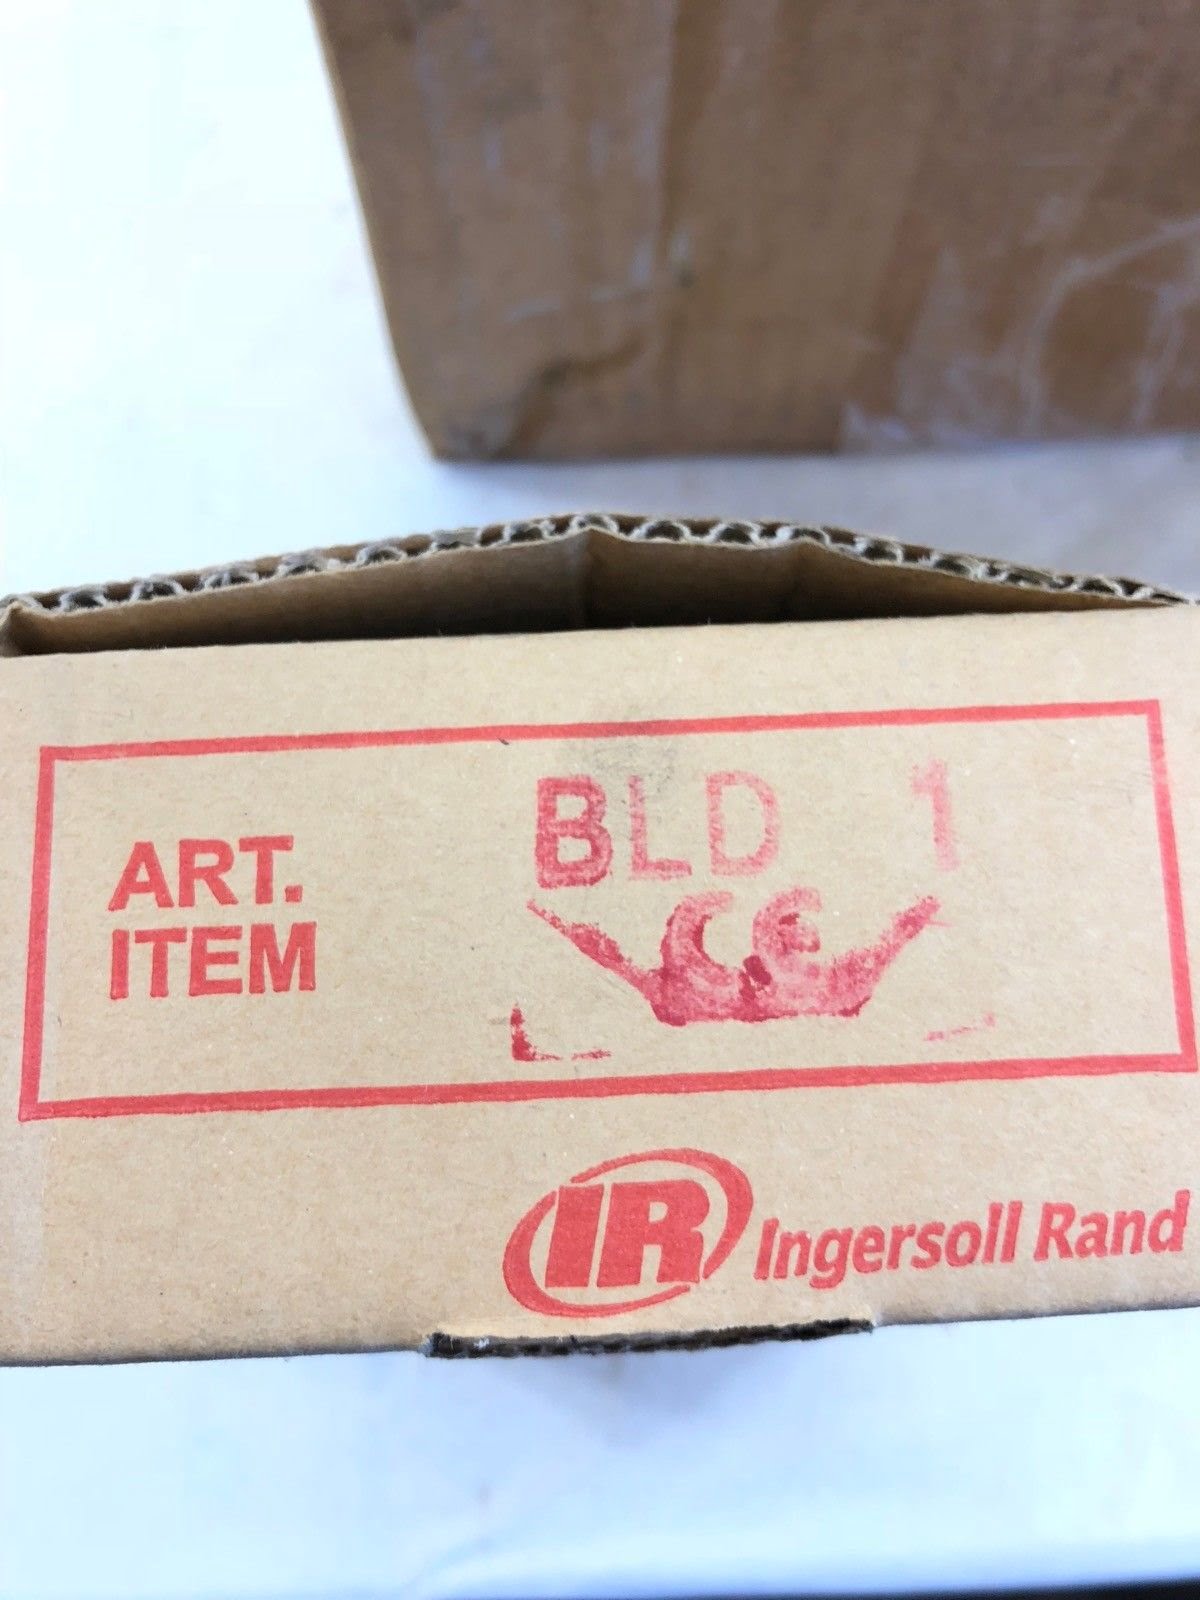 BLD 1
ART.
ITEM
CE
IR Ingersoll Rand